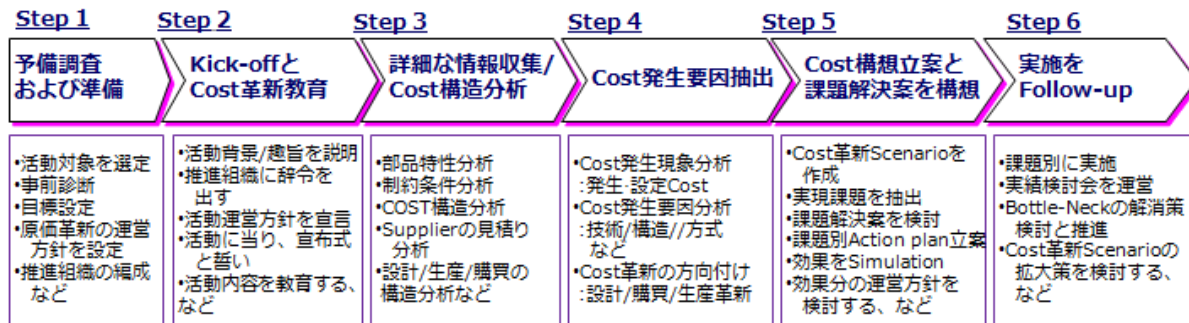 Step 1
予備調査
および準備
•活動対象を選定
•事前診断
•目標設定
•原価革新の運営
方針を設定
•推進組織の編成
など
Step 2
Kick-offと
Cost革新教育
•活動背景/趣旨を説明
•推進組織に辞令を
出す
•活動運営方針を宣言
•活動に当り、宣布式
と誓い
•活動内容を教育する、
など
Step 3
詳細な情報収集/
Cost構造分析
•部品特性分析
•制約条件分析
•COST構造分析
•Supplierの見積り
分析
•設計/生産/購買の
構造分析など
Step 4
Cost発生要因抽出
•Cost発生現象分析
:発生·設定Cost
•Cost発生要因分析
:技術/構造//方式
など
•Cost革新の方向付け
:設計/購買/生産革新
Step 5
Cost構想立案と
課題解決案を構想
•Cost革新Scenarioを
作成
•実現課題を抽出
•課題解決案を検討
•課題別Action plan立案
•効果をSimulation
•効果分の運営方針を
検討する、など
Step 6
実施を
Follow-up
•課題別に実施
•実績検討会を運営
•Bottle-Neckの解消策
検討と推進
•Cost革新Scenarioの
拡大策を検討する、
など